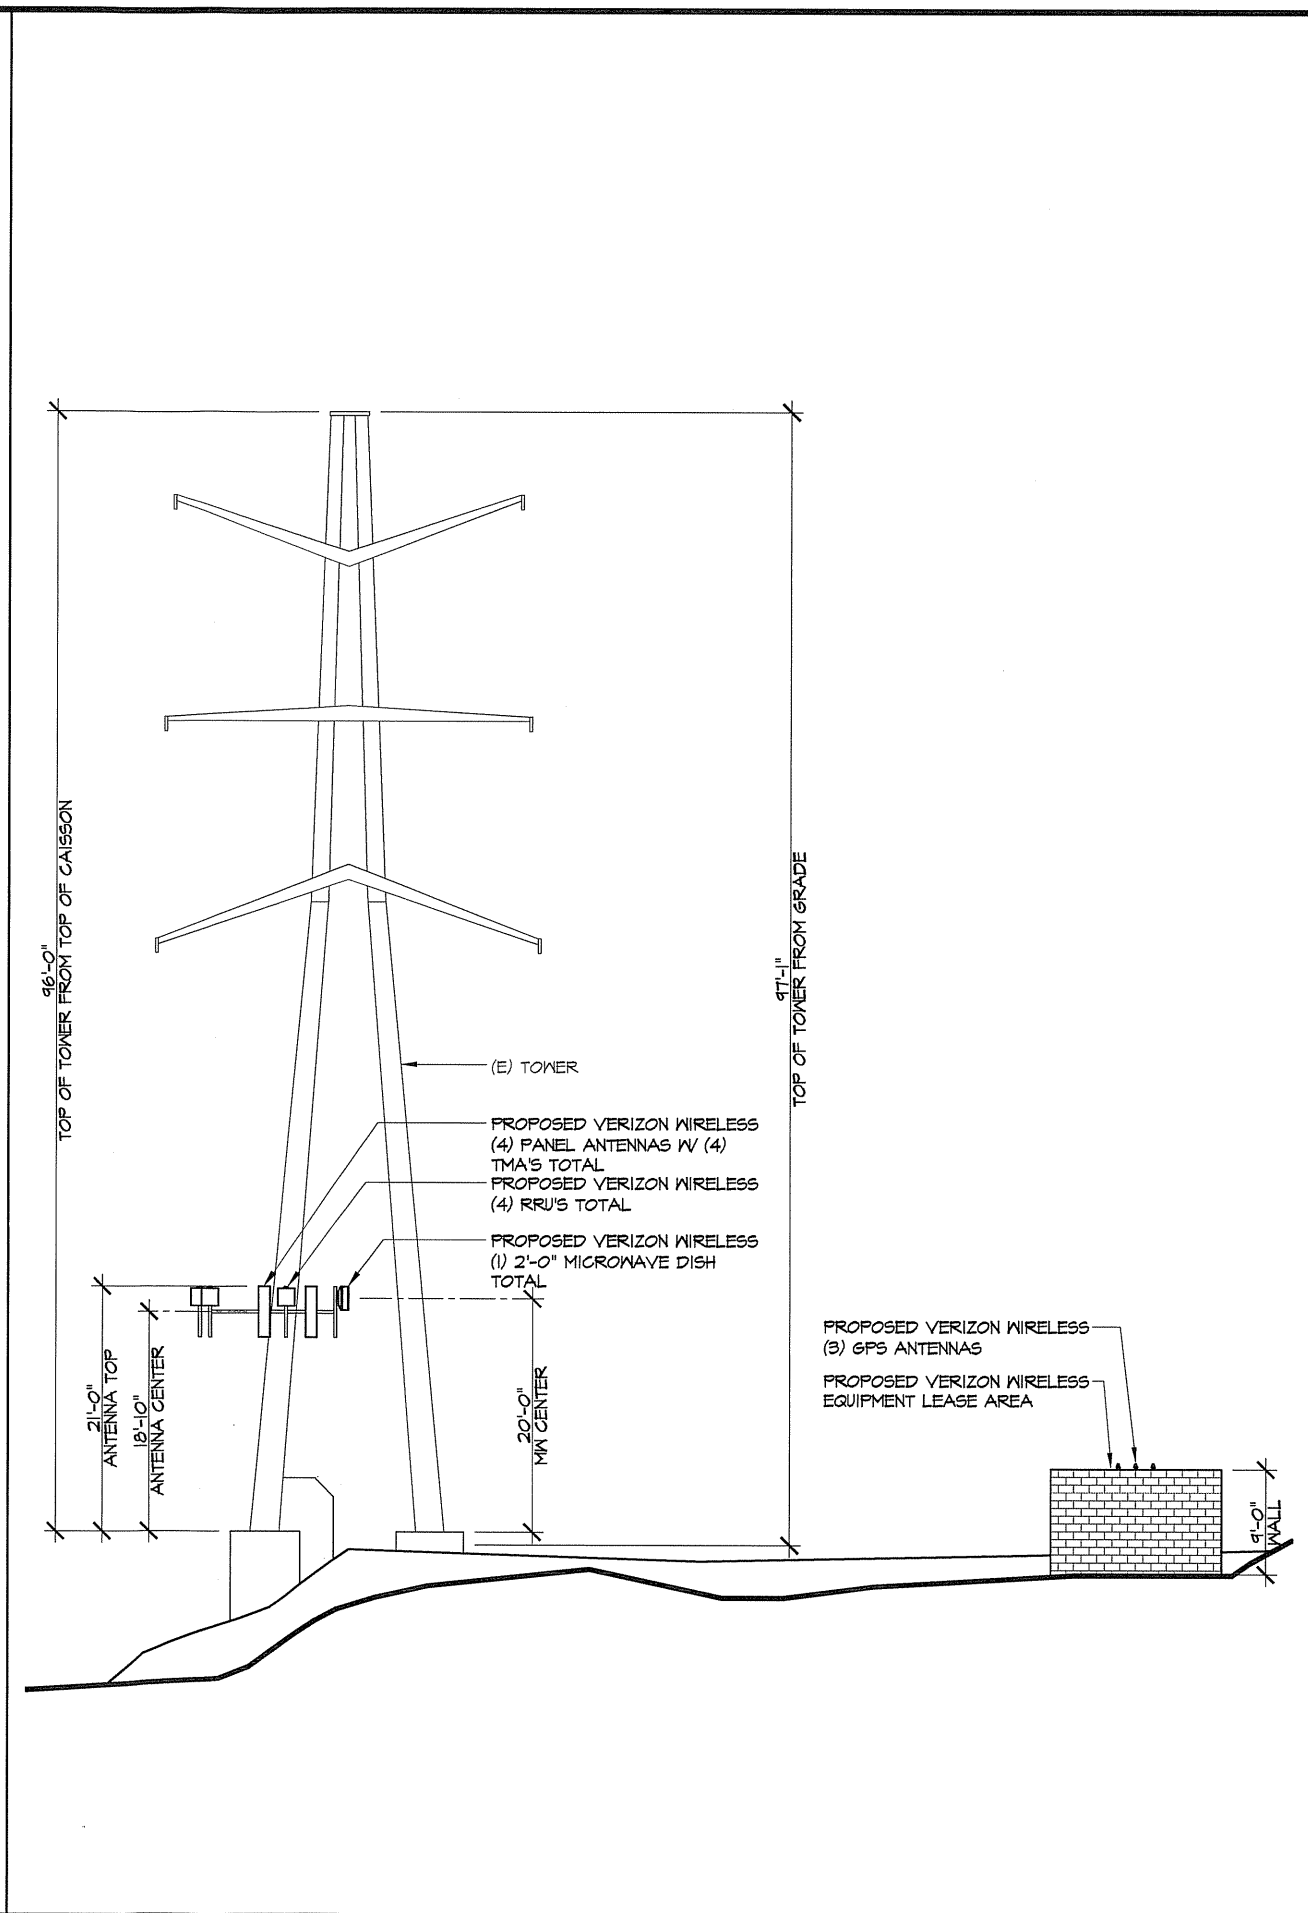 96'-0"
TOP OF TOWER FROM TOP OF CAISSON
97'-1"
TOP OF TOWER FROM GRADE
(E) TOWER
PROPOSED VERIZON WIRELESS
(4) PANEL ANTENNAS W/ (4)
TMA'S TOTAL
PROPOSED VERIZON WIRELESS
(4) RRU'S TOTAL
PROPOSED VERIZON WIRELESS
(1) 2'-0" MICROWAVE DISH
TOTAL
21'-0"
ANTENNA TOP
18'-10"
ANTENNA CENTER
20'-0"
MW CENTER
PROPOSED VERIZON WIRELESS
(3) GPS ANTENNAS
PROPOSED VERIZON WIRELESS
EQUIPMENT LEASE AREA
9'-0"
WALL